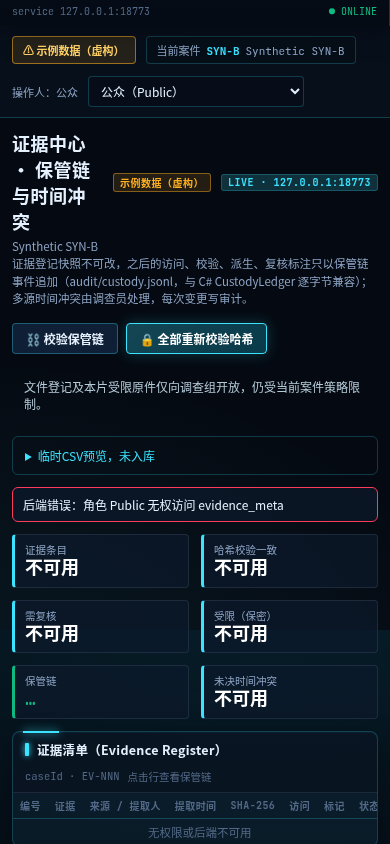 service 127.0.0.1:18773
ONLINE
⚠ 示例数据（虚构）
当前案件 SYN-B Synthetic SYN-B
操作人：公众
公众（Public）
证据中心
· 保管链
与时间冲
突
示例数据（虚构）
LIVE · 127.0.0.1:18773
Synthetic SYN-B
证据登记快照不可改，之后的访问、校验、派生、复核标注只以保管链
事件追加（audit/custody.jsonl，与 C# CustodyLedger 逐字节兼容）；
多源时间冲突由调查员处理，每次变更写审计。
⛓ 校验保管链
🔒 全部重新校验哈希
文件登记及本片受限原件仅向调查组开放，仍受当前案件策略限
制。
▶ 临时CSV预览，未入库
后端错误：角色 Public 无权访问 evidence_meta
证据条目
不可用
哈希校验一致
不可用
需复核
不可用
受限（保密）
不可用
保管链
…
未决时间冲突
不可用
证据清单（Evidence Register）
caseId · EV-NNN 点击行查看保管链
编号 证据 来源 / 提取人 提取时间 SHA-256 访问 标记 状态
无权限或后端不可用